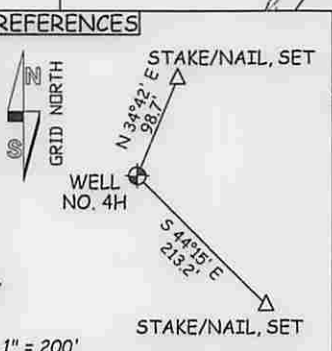 REFERENCES
STAKE/NAIL, SET
N
GRID NORTH
S
N 34°42' E
98.7'
WELL
NO. 4H
S 44°15' E
213.2'
STAKE/NAIL, SET
1" = 200'